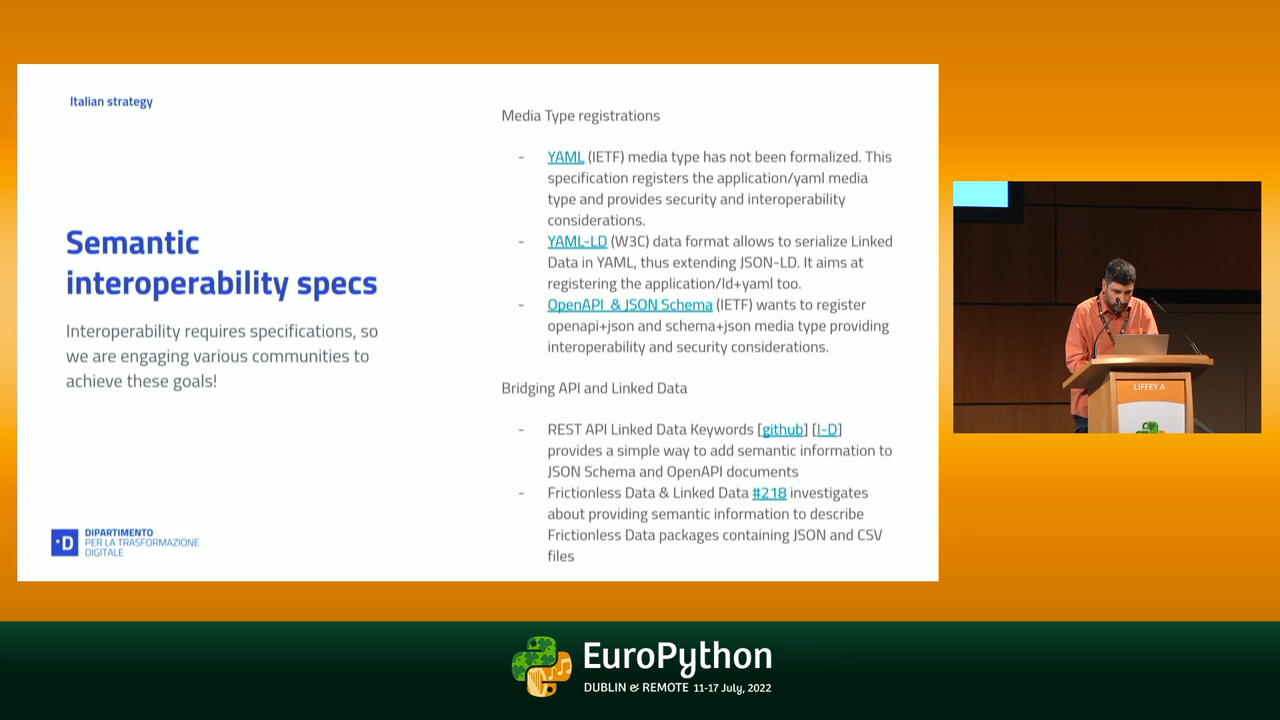 Italian strategy
Semantic
interoperability specs
Interoperability requires specifications, so
we are engaging various communities to
achieve these goals!
DIPARTIMENTO
PER LA TRASFORMAZIONE
DIGITALE
Media Type registrations
- YAML (IETF) media type has not been formalized. This
specification registers the application/yaml media
type and provides security and interoperability
considerations.
- YAML-LD (W3C) data format allows to serialize Linked
Data in YAML, thus extending JSON-LD. It aims at
registering the application/ld+yaml too.
- OpenAPI & JSON Schema (IETF) wants to register
openapi+json and schema+json media type providing
interoperability and security considerations.
Bridging API and Linked Data
- REST API Linked Data Keywords [github] [I-D]
provides a simple way to add semantic information to
JSON Schema and OpenAPI documents
- Frictionless Data & Linked Data #218 investigates
about providing semantic information to describe
Frictionless Data packages containing JSON and CSV
files
LIFFEY A
EuroPython
DUBLIN & REMOTE 11-17 July, 2022